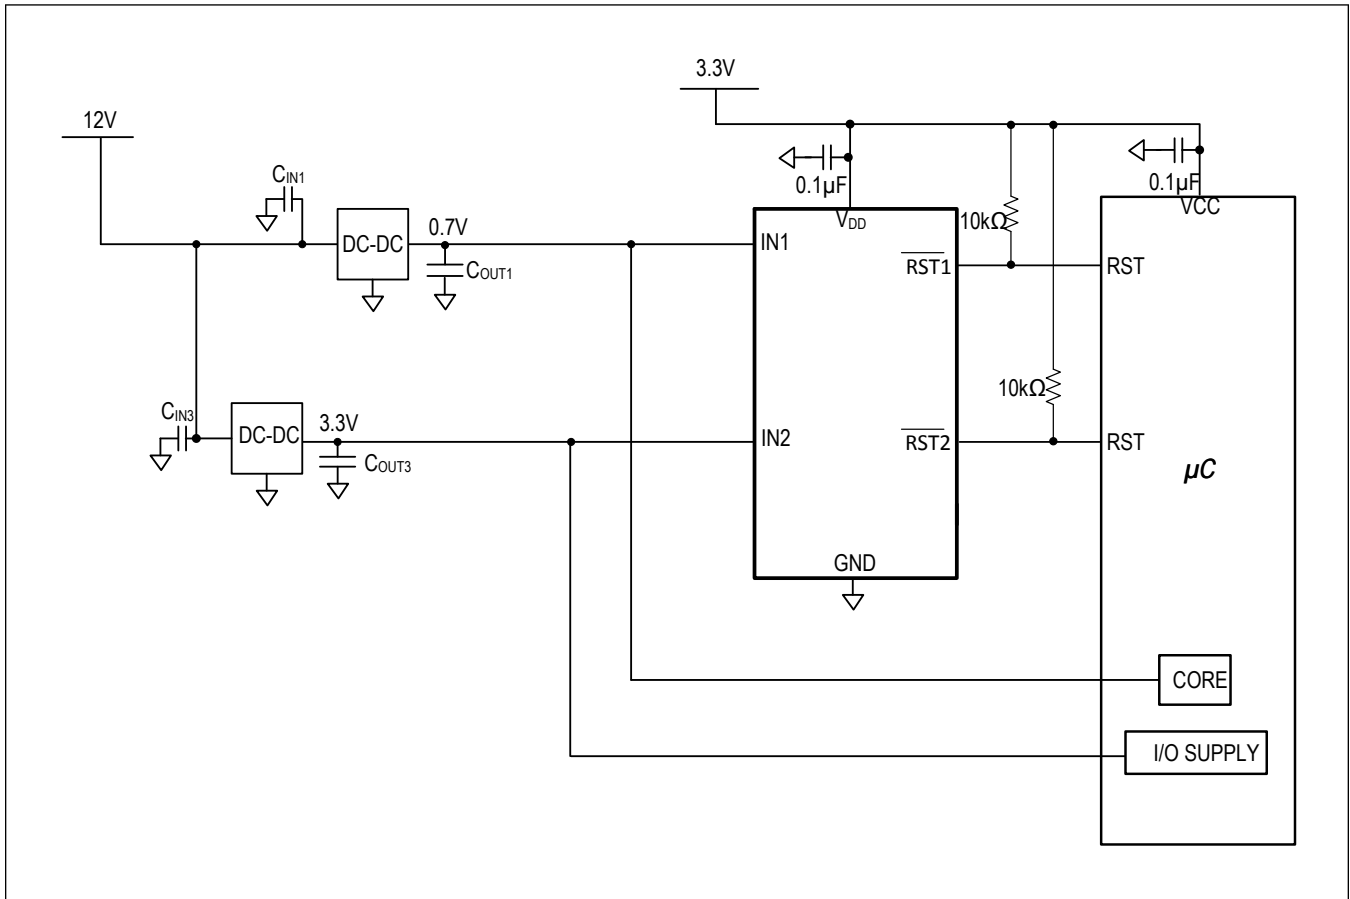 3.3V
12V
CIN1
0.1µF
0.1µF
VDD
VCC
DC-DC
0.7V
COUT1
IN1
10kΩ
RST1
RST
10kΩ
CIN3
DC-DC
3.3V
COUT3
IN2
RST2
RST
µC
GND
CORE
I/O SUPPLY